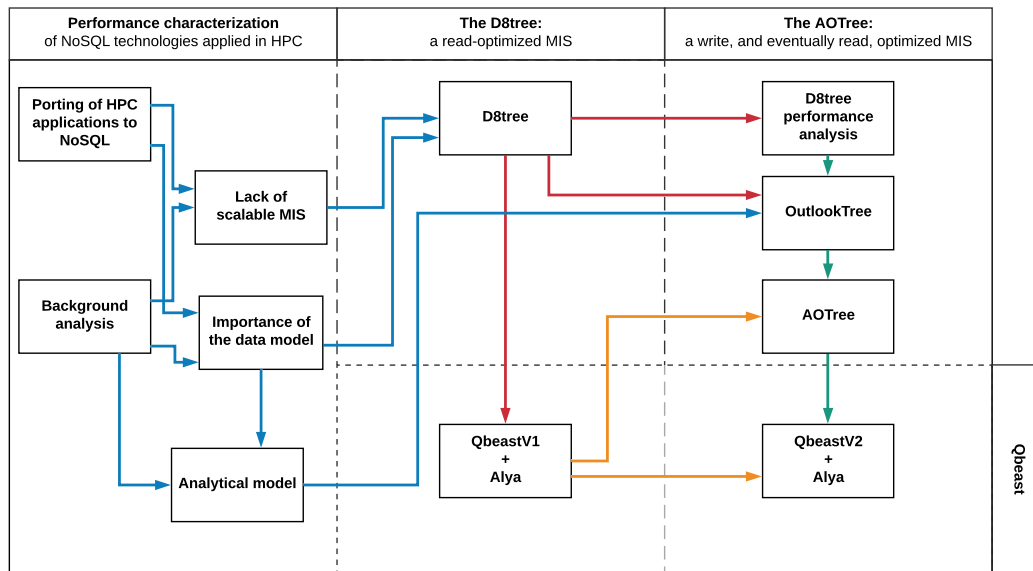 Performance characterization
of NoSQL technologies applied in HPC
The D8tree:
a read-optimized MIS
The AOTree:
a write, and eventually read, optimized MIS
Porting of HPC
applications to
NoSQL
Lack of
scalable MIS
Background
analysis
Importance of
the data model
Analytical model
D8tree
QbeastV1
+
Alya
D8tree
performance
analysis
OutlookTree
AOTree
QbeastV2
+
Alya
Qbeast